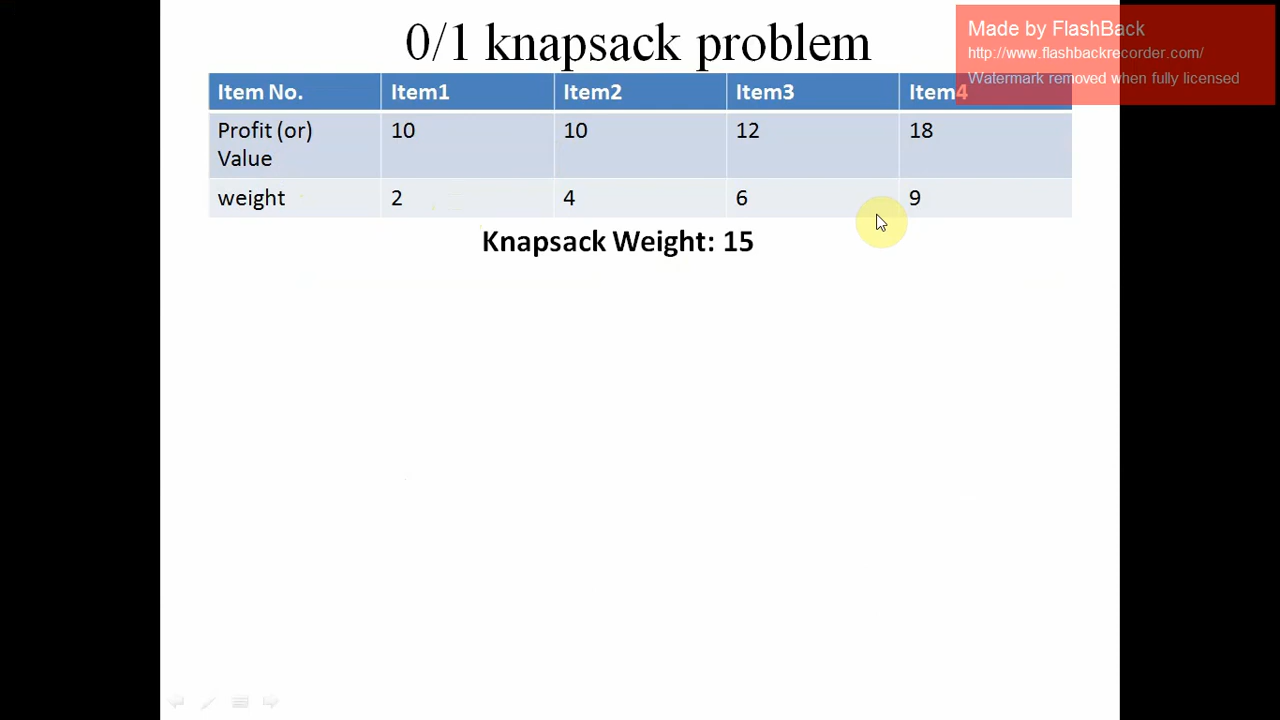 0/1 knapsack problem
Made by FlashBack
http://www.flashbackrecorder.com/
Watermark removed when fully licensed
Item No. Item1 Item2 Item3 Item4
Profit (or) 10 10 12 18
Value
weight 2 4 6 9
Knapsack Weight: 15